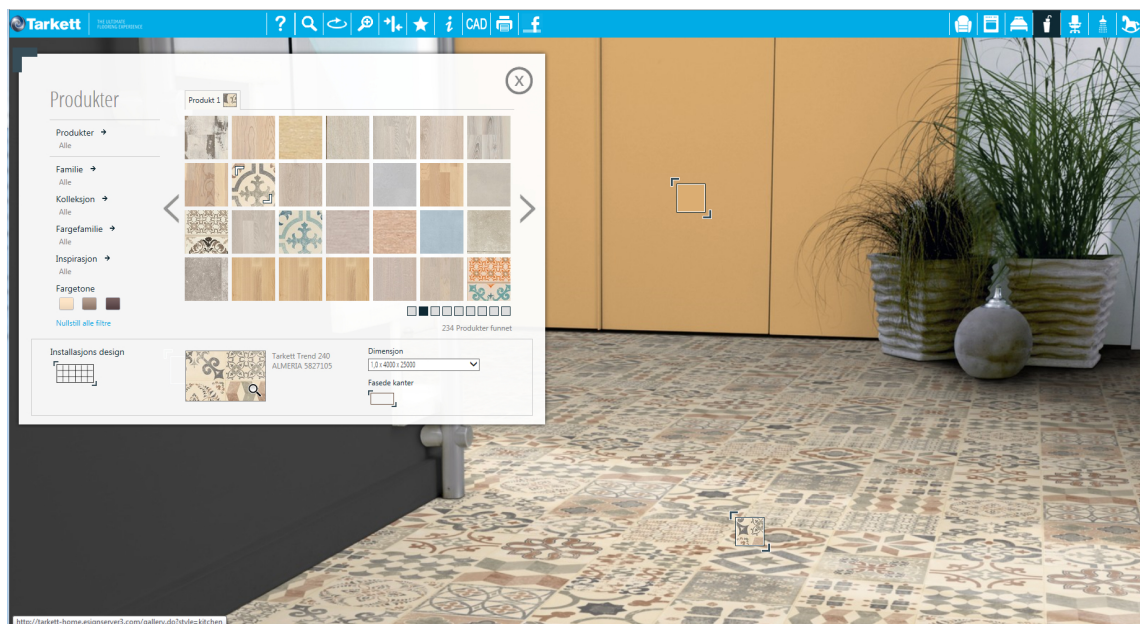 Tarkett
THE ULTIMATE
FLOORING EXPERIENCE
?
i
CAD
f
X
Produkter
Produkt 1
Produkter
Alle
Familie
Alle
Kolleksjon
Alle
Fargefamilie
Alle
Inspirasjon
Alle
Fargetone
Nullstill alle filtre
234 Produkter funnet
Installasjons design
Tarkett Trend 240
ALMERIA 5827105
Dimensjon
1,0 x 4000 x 25000
Fasede kanter
http://tarkett-home.esignserver3.com/gallery.do?style=kitchen